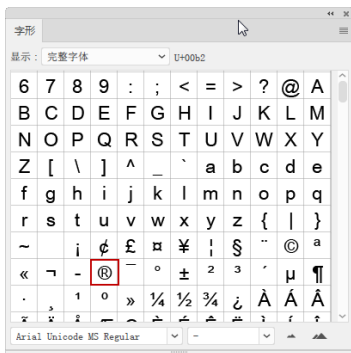 字形
显示： 完整字体 U+00b2
6 7 8 9 : ; < = > ? @ A
B C D E F G H I J K L M
N O P Q R S T U V W X Y
Z [ \ ] ^ _ ` a b c d e
f g h i j k l m n o p q
r s t u v w x y z { | }
~ ¡ ¢ £ ¤ ¥ ¦ § ¨ © ª
« ¬ - ® ¯ ° ± ² ³ ´ µ ¶
· ¸ ¹ º » ¼ ½ ¾ ¿ À Á Â
Arial Unicode MS Regular -